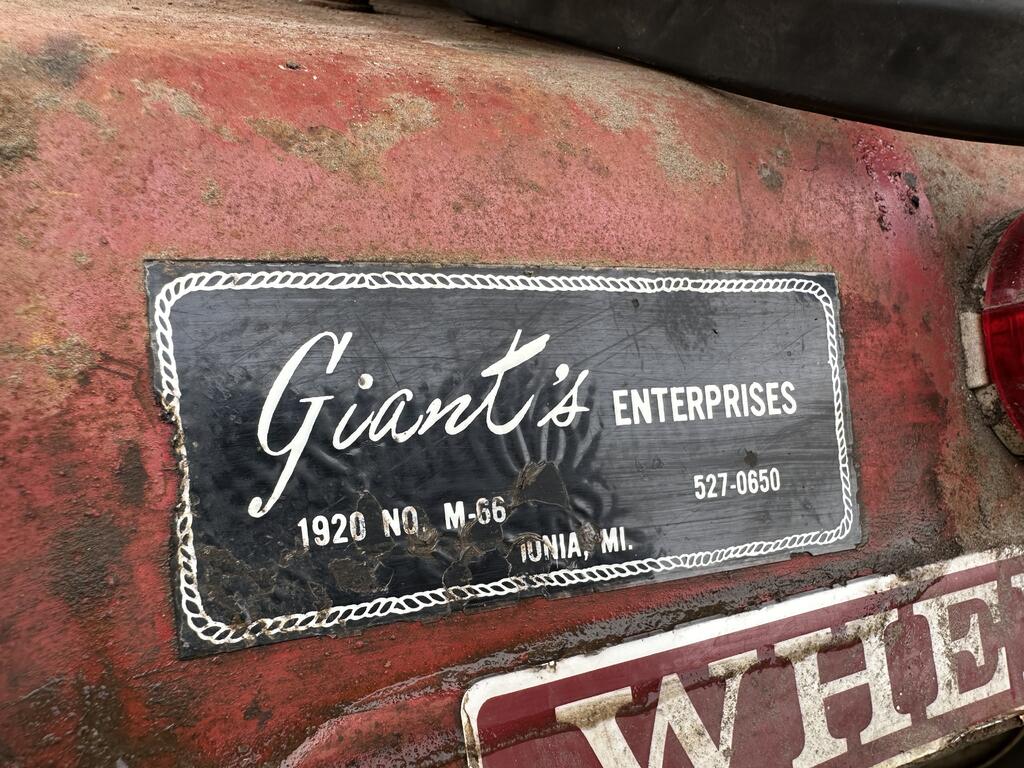 Giant's ENTERPRISES
527-0650
1920 NO. M-66
IONIA, MI.
WHE